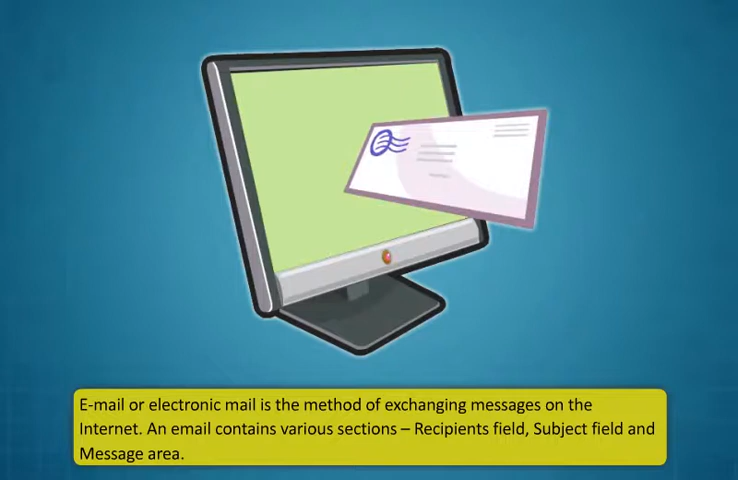 E-mail or electronic mail is the method of exchanging messages on the
Internet. An email contains various sections – Recipients field, Subject field and
Message area.